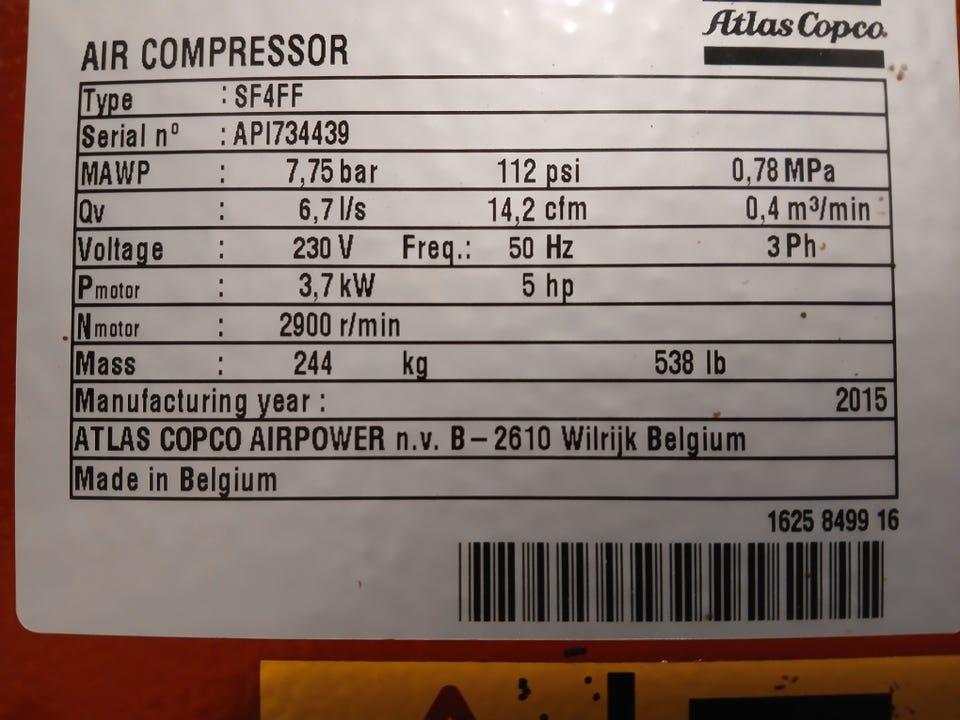 Atlas Copco
AIR COMPRESSOR
Type : SF4FF
Serial nº : API734439
MAWP : 7,75 bar 112 psi 0,78 MPa
Qv : 6,7 l/s 14,2 cfm 0,4 m³/min
Voltage : 230 V Freq.: 50 Hz 3 Ph
Pmotor : 3,7 kW 5 hp
Nmotor : 2900 r/min
Mass : 244 kg 538 lb
Manufacturing year : 2015
ATLAS COPCO AIRPOWER n.v. B – 2610 Wilrijk Belgium
Made in Belgium
1625 8499 16